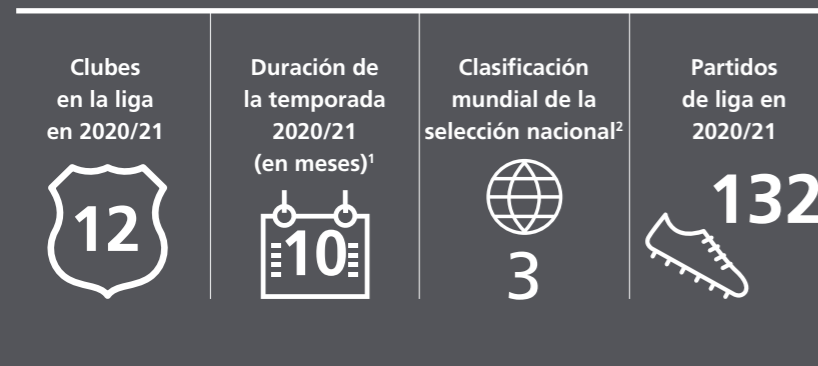 Clubes
en la liga
en 2020/21
12
Duración de
la temporada
2020/21
(en meses)¹
10
Clasificación
mundial de la
selección nacional²
3
Partidos
de liga en
2020/21
132